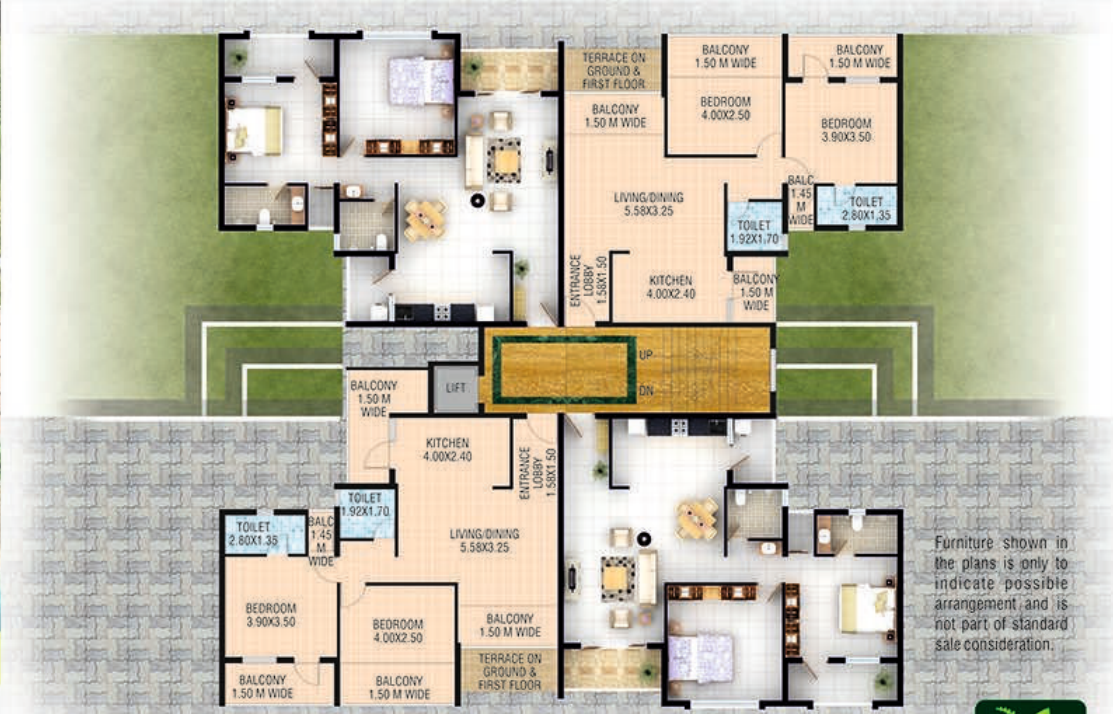 TERRACE ON
GROUND &
FIRST FLOOR
BALCONY
1.50 M WIDE
BALCONY
1.50 M WIDE
BALCONY
1.50 M WIDE
BEDROOM
4.00X2.50
BEDROOM
3.90X3.50
LIVING/DINING
5.58X3.25
BALC
1.45
M
WIDE
TOILET
2.80X1.35
TOILET
1.92X1.70
ENTRANCE
LOBBY
1.58X1.50
KITCHEN
4.00X2.40
BALCONY
1.50 M
WIDE
UP
DN
LIFT
BALCONY
1.50 M
WIDE
KITCHEN
4.00X2.40
ENTRANCE
LOBBY
1.58X1.50
TOILET
1.92X1.70
TOILET
2.80X1.35
BALC
1.45
M
WIDE
LIVING/DINING
5.58X3.25
BEDROOM
3.90X3.50
BEDROOM
4.00X2.50
BALCONY
1.50 M WIDE
TERRACE ON
GROUND &
FIRST FLOOR
BALCONY
1.50 M WIDE
BALCONY
1.50 M WIDE
Furniture shown in
the plans is only to
indicate possible
arrangement and is
not part of standard
sale consideration.